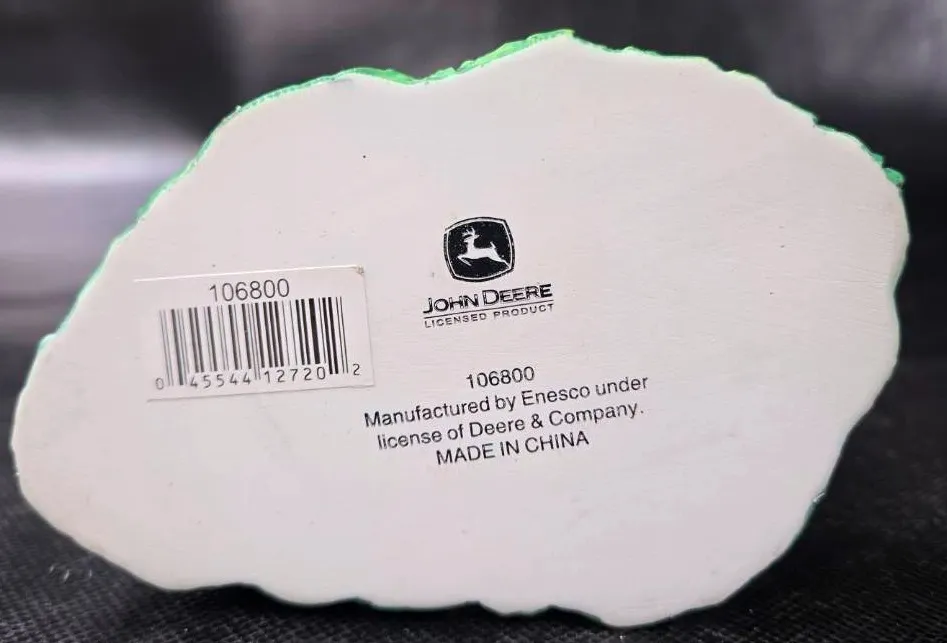 106800
0 45544 12720 2
JOHN DEERE
LICENSED PRODUCT
106800
Manufactured by Enesco under
license of Deere & Company.
MADE IN CHINA